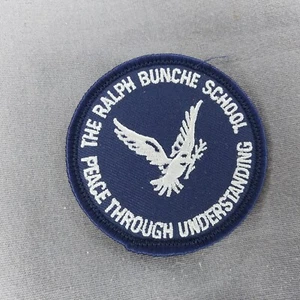 THE RALPH BUNCHE SCHOOL
PEACE THROUGH UNDERSTANDING